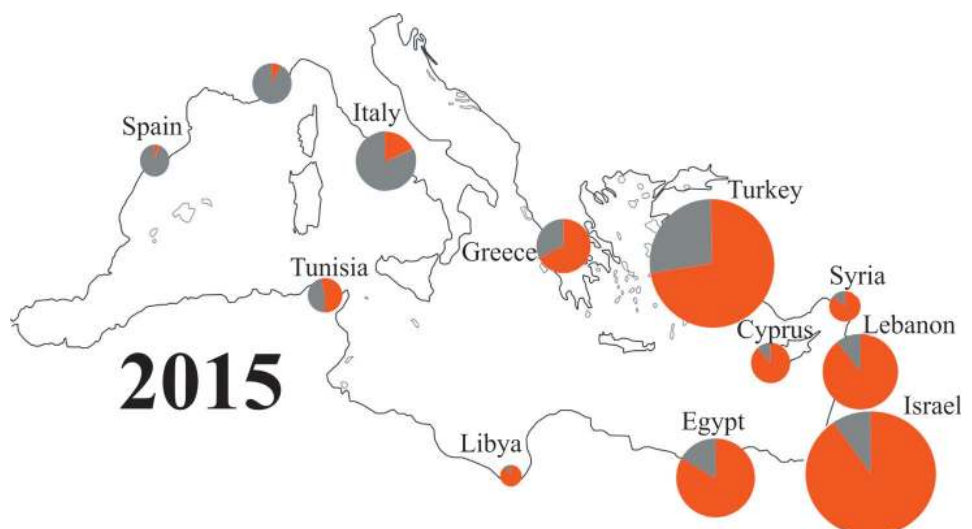 Spain
Italy
Turkey
Greece
Tunisia
Syria
Cyprus
Lebanon
2015
Israel
Egypt
Libya